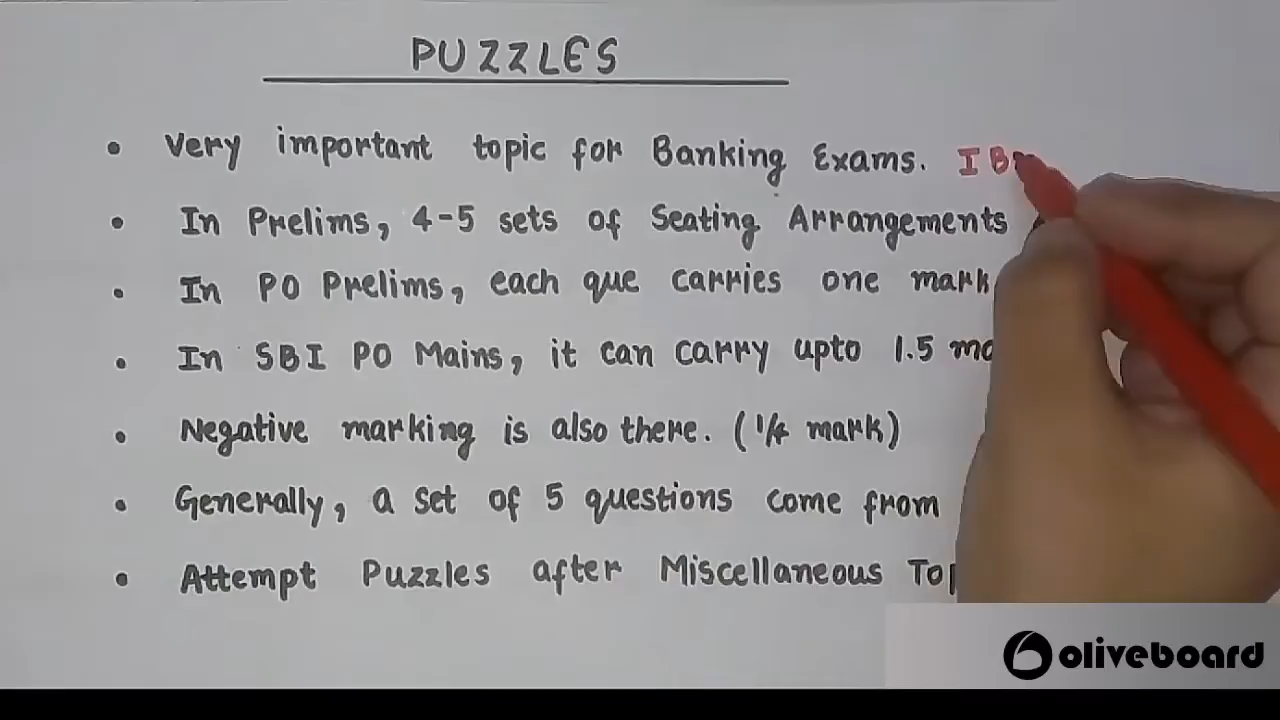 PUZZLES
• Very important topic for Banking Exams. IB
• In Prelims, 4-5 sets of Seating Arrangements
• In PO Prelims, each que carries one mark
• In SBI PO Mains, it can carry upto 1.5
• Negative marking is also there. (1/4 mark)
• Generally, a set of 5 questions come from
• Attempt Puzzles after Miscellaneous
oliveboard